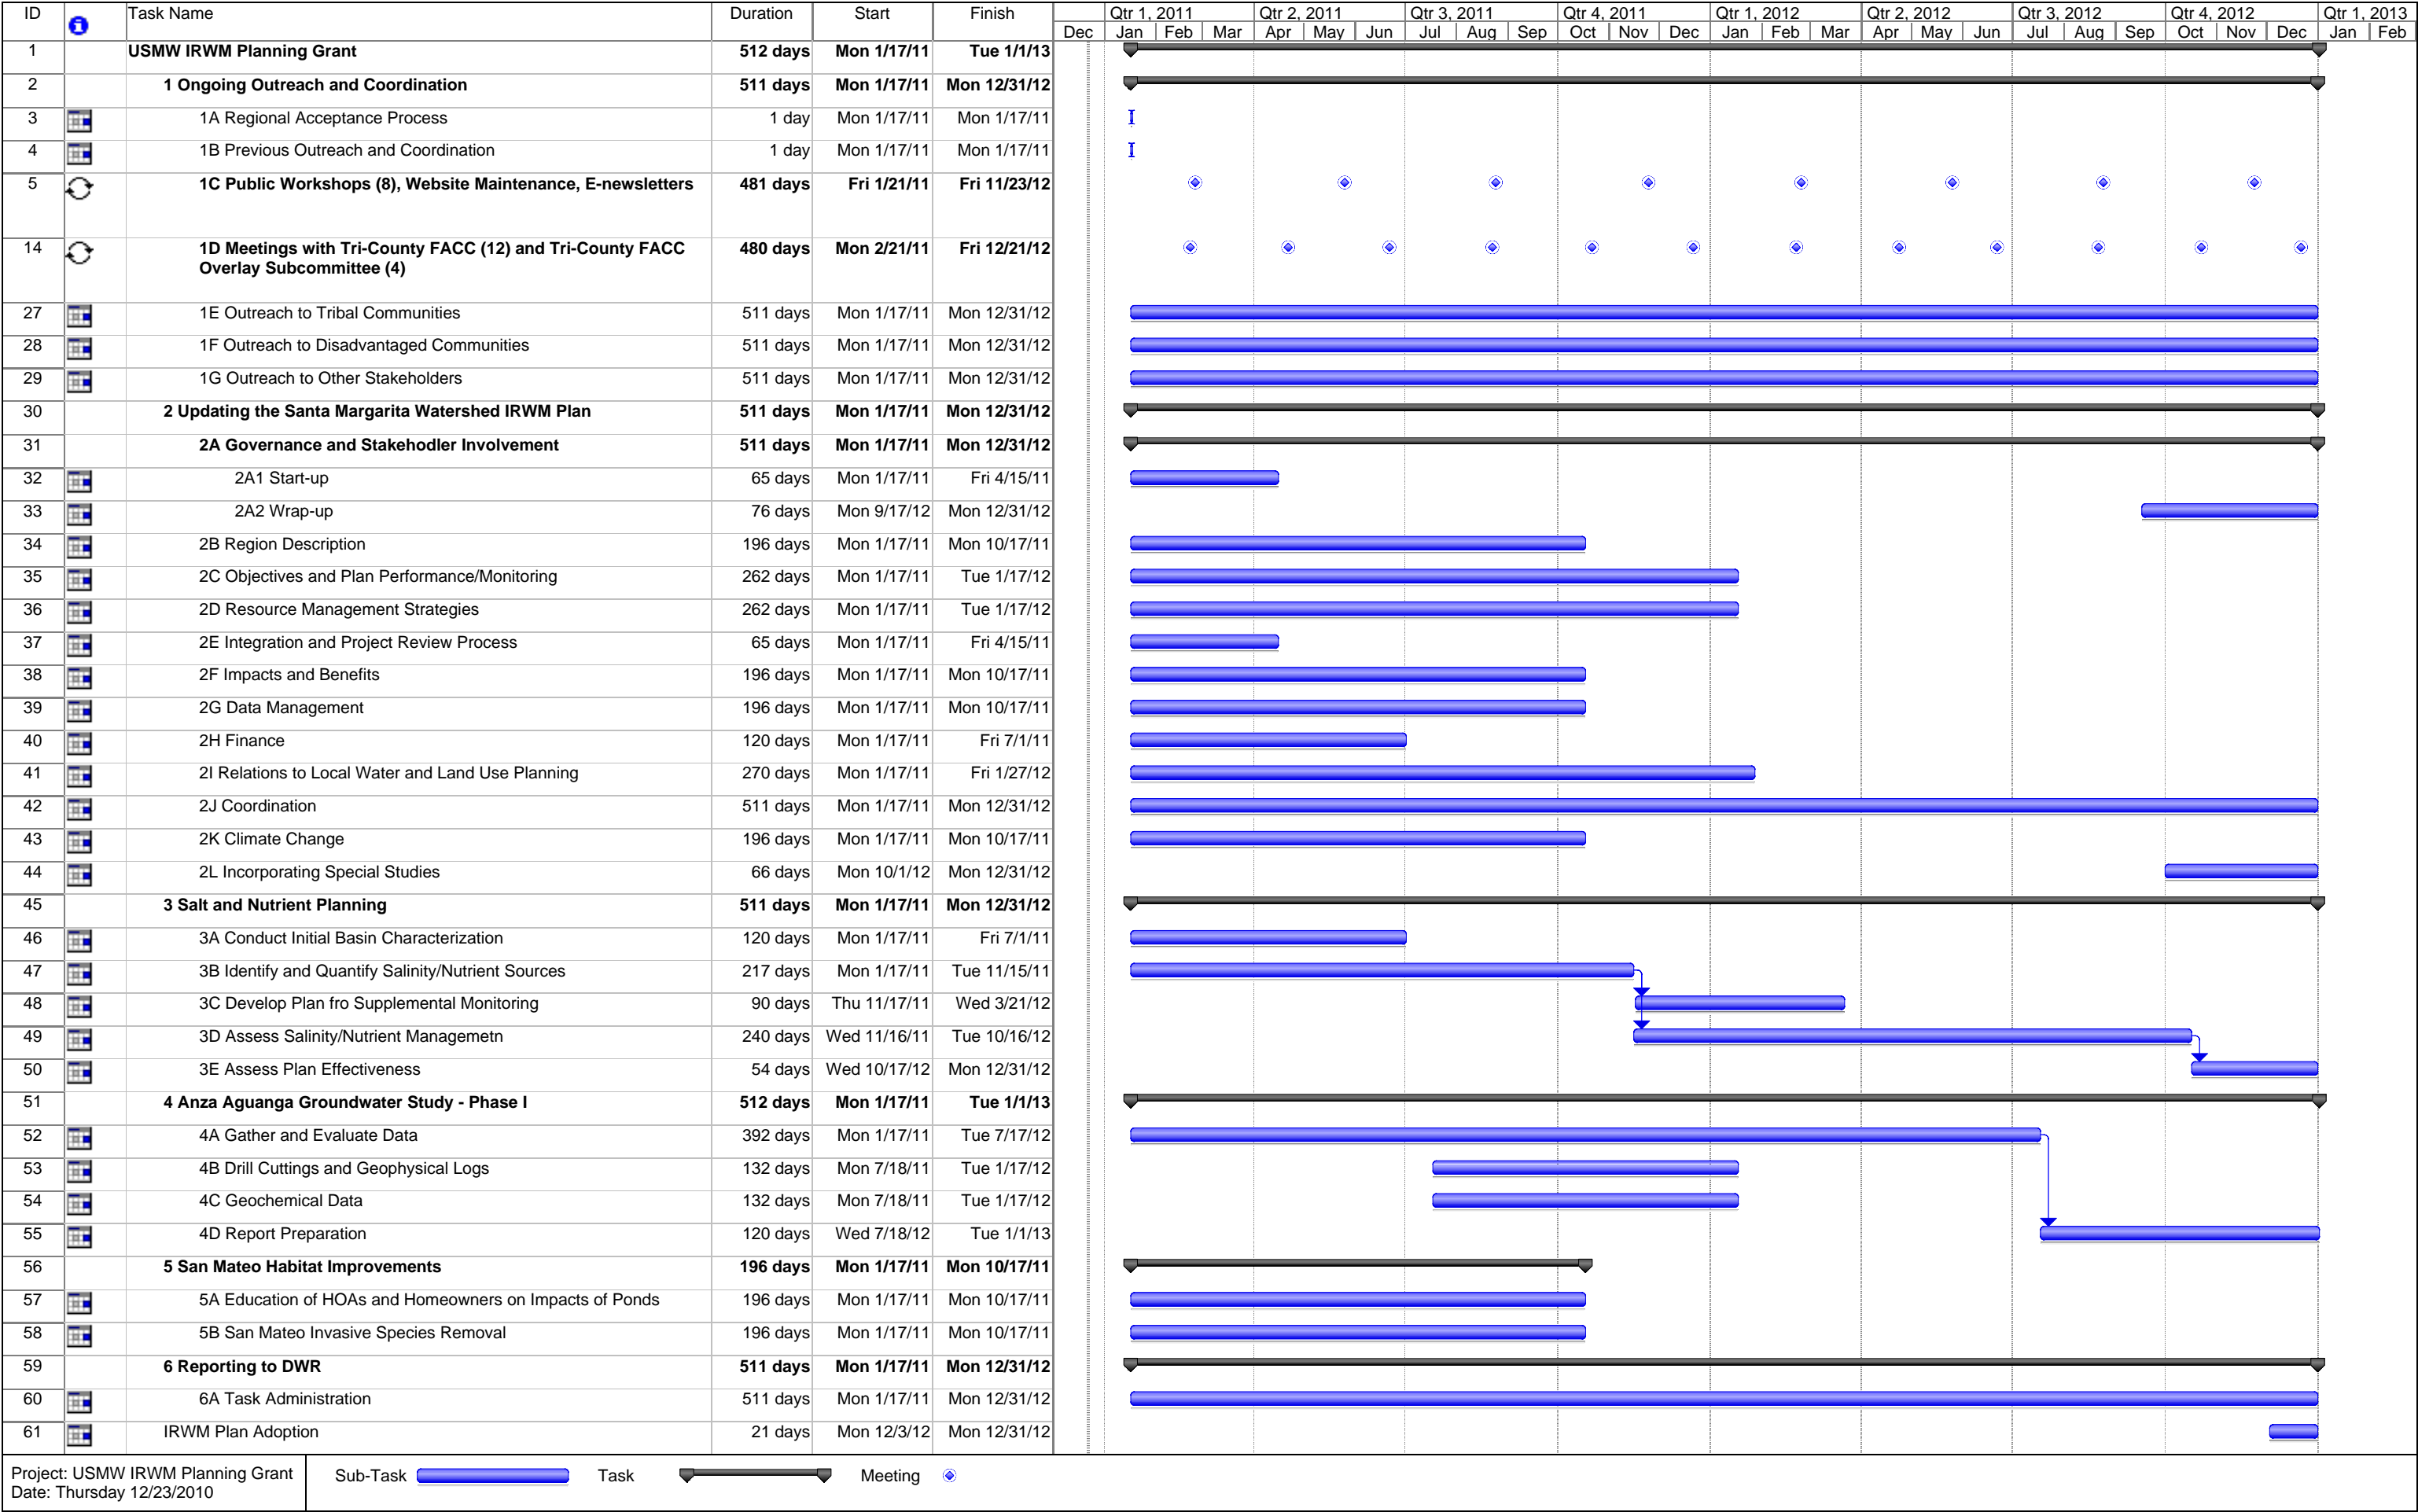 ID Task Name Duration Start Finish Qtr 1, 2011 Qtr 2, 2011 Qtr 3, 2011 Qtr 4, 2011 Qtr 1, 2012 Qtr 2, 2012 Qtr 3, 2012 Qtr 4, 2012 Qtr 1, 2013
Dec Jan Feb Mar Apr May Jun Jul Aug Sep Oct Nov Dec Jan Feb Mar Apr May Jun Jul Aug Sep Oct Nov Dec Jan Feb
1 USMW IRWM Planning Grant 512 days Mon 1/17/11 Tue 1/1/13
2 1 Ongoing Outreach and Coordination 511 days Mon 1/17/11 Mon 12/31/12
3 1A Regional Acceptance Process 1 day Mon 1/17/11 Mon 1/17/11
4 1B Previous Outreach and Coordination 1 day Mon 1/17/11 Mon 1/17/11
5 1C Public Workshops (8), Website Maintenance, E-newsletters 481 days Fri 1/21/11 Fri 11/23/12
14 1D Meetings with Tri-County FACC (12) and Tri-County FACC 480 days Mon 2/21/11 Fri 12/21/12
Overlay Subcommittee (4)
27 1E Outreach to Tribal Communities 511 days Mon 1/17/11 Mon 12/31/12
28 1F Outreach to Disadvantaged Communities 511 days Mon 1/17/11 Mon 12/31/12
29 1G Outreach to Other Stakeholders 511 days Mon 1/17/11 Mon 12/31/12
30 2 Updating the Santa Margarita Watershed IRWM Plan 511 days Mon 1/17/11 Mon 12/31/12
31 2A Governance and Stakehodler Involvement 511 days Mon 1/17/11 Mon 12/31/12
32 2A1 Start-up 65 days Mon 1/17/11 Fri 4/15/11
33 2A2 Wrap-up 76 days Mon 9/17/12 Mon 12/31/12
34 2B Region Description 196 days Mon 1/17/11 Mon 10/17/11
35 2C Objectives and Plan Performance/Monitoring 262 days Mon 1/17/11 Tue 1/17/12
36 2D Resource Management Strategies 262 days Mon 1/17/11 Tue 1/17/12
37 2E Integration and Project Review Process 65 days Mon 1/17/11 Fri 4/15/11
38 2F Impacts and Benefits 196 days Mon 1/17/11 Mon 10/17/11
39 2G Data Management 196 days Mon 1/17/11 Mon 10/17/11
40 2H Finance 120 days Mon 1/17/11 Fri 7/1/11
41 2I Relations to Local Water and Land Use Planning 270 days Mon 1/17/11 Fri 1/27/12
42 2J Coordination 511 days Mon 1/17/11 Mon 12/31/12
43 2K Climate Change 196 days Mon 1/17/11 Mon 10/17/11
44 2L Incorporating Special Studies 66 days Mon 10/1/12 Mon 12/31/12
45 3 Salt and Nutrient Planning 511 days Mon 1/17/11 Mon 12/31/12
46 3A Conduct Initial Basin Characterization 120 days Mon 1/17/11 Fri 7/1/11
47 3B Identify and Quantify Salinity/Nutrient Sources 217 days Mon 1/17/11 Tue 11/15/11
48 3C Develop Plan fro Supplemental Monitoring 90 days Thu 11/17/11 Wed 3/21/12
49 3D Assess Salinity/Nutrient Managemetn 240 days Wed 11/16/11 Tue 10/16/12
50 3E Assess Plan Effectiveness 54 days Wed 10/17/12 Mon 12/31/12
51 4 Anza Aguanga Groundwater Study - Phase I 512 days Mon 1/17/11 Tue 1/1/13
52 4A Gather and Evaluate Data 392 days Mon 1/17/11 Tue 7/17/12
53 4B Drill Cuttings and Geophysical Logs 132 days Mon 7/18/11 Tue 1/17/12
54 4C Geochemical Data 132 days Mon 7/18/11 Tue 1/17/12
55 4D Report Preparation 120 days Wed 7/18/12 Tue 1/1/13
56 5 San Mateo Habitat Improvements 196 days Mon 1/17/11 Mon 10/17/11
57 5A Education of HOAs and Homeowners on Impacts of Ponds 196 days Mon 1/17/11 Mon 10/17/11
58 5B San Mateo Invasive Species Removal 196 days Mon 1/17/11 Mon 10/17/11
59 6 Reporting to DWR 511 days Mon 1/17/11 Mon 12/31/12
60 6A Task Administration 511 days Mon 1/17/11 Mon 12/31/12
61 IRWM Plan Adoption 21 days Mon 12/3/12 Mon 12/31/12
Project: USMW IRWM Planning Grant Sub-Task Task Meeting
Date: Thursday 12/23/2010